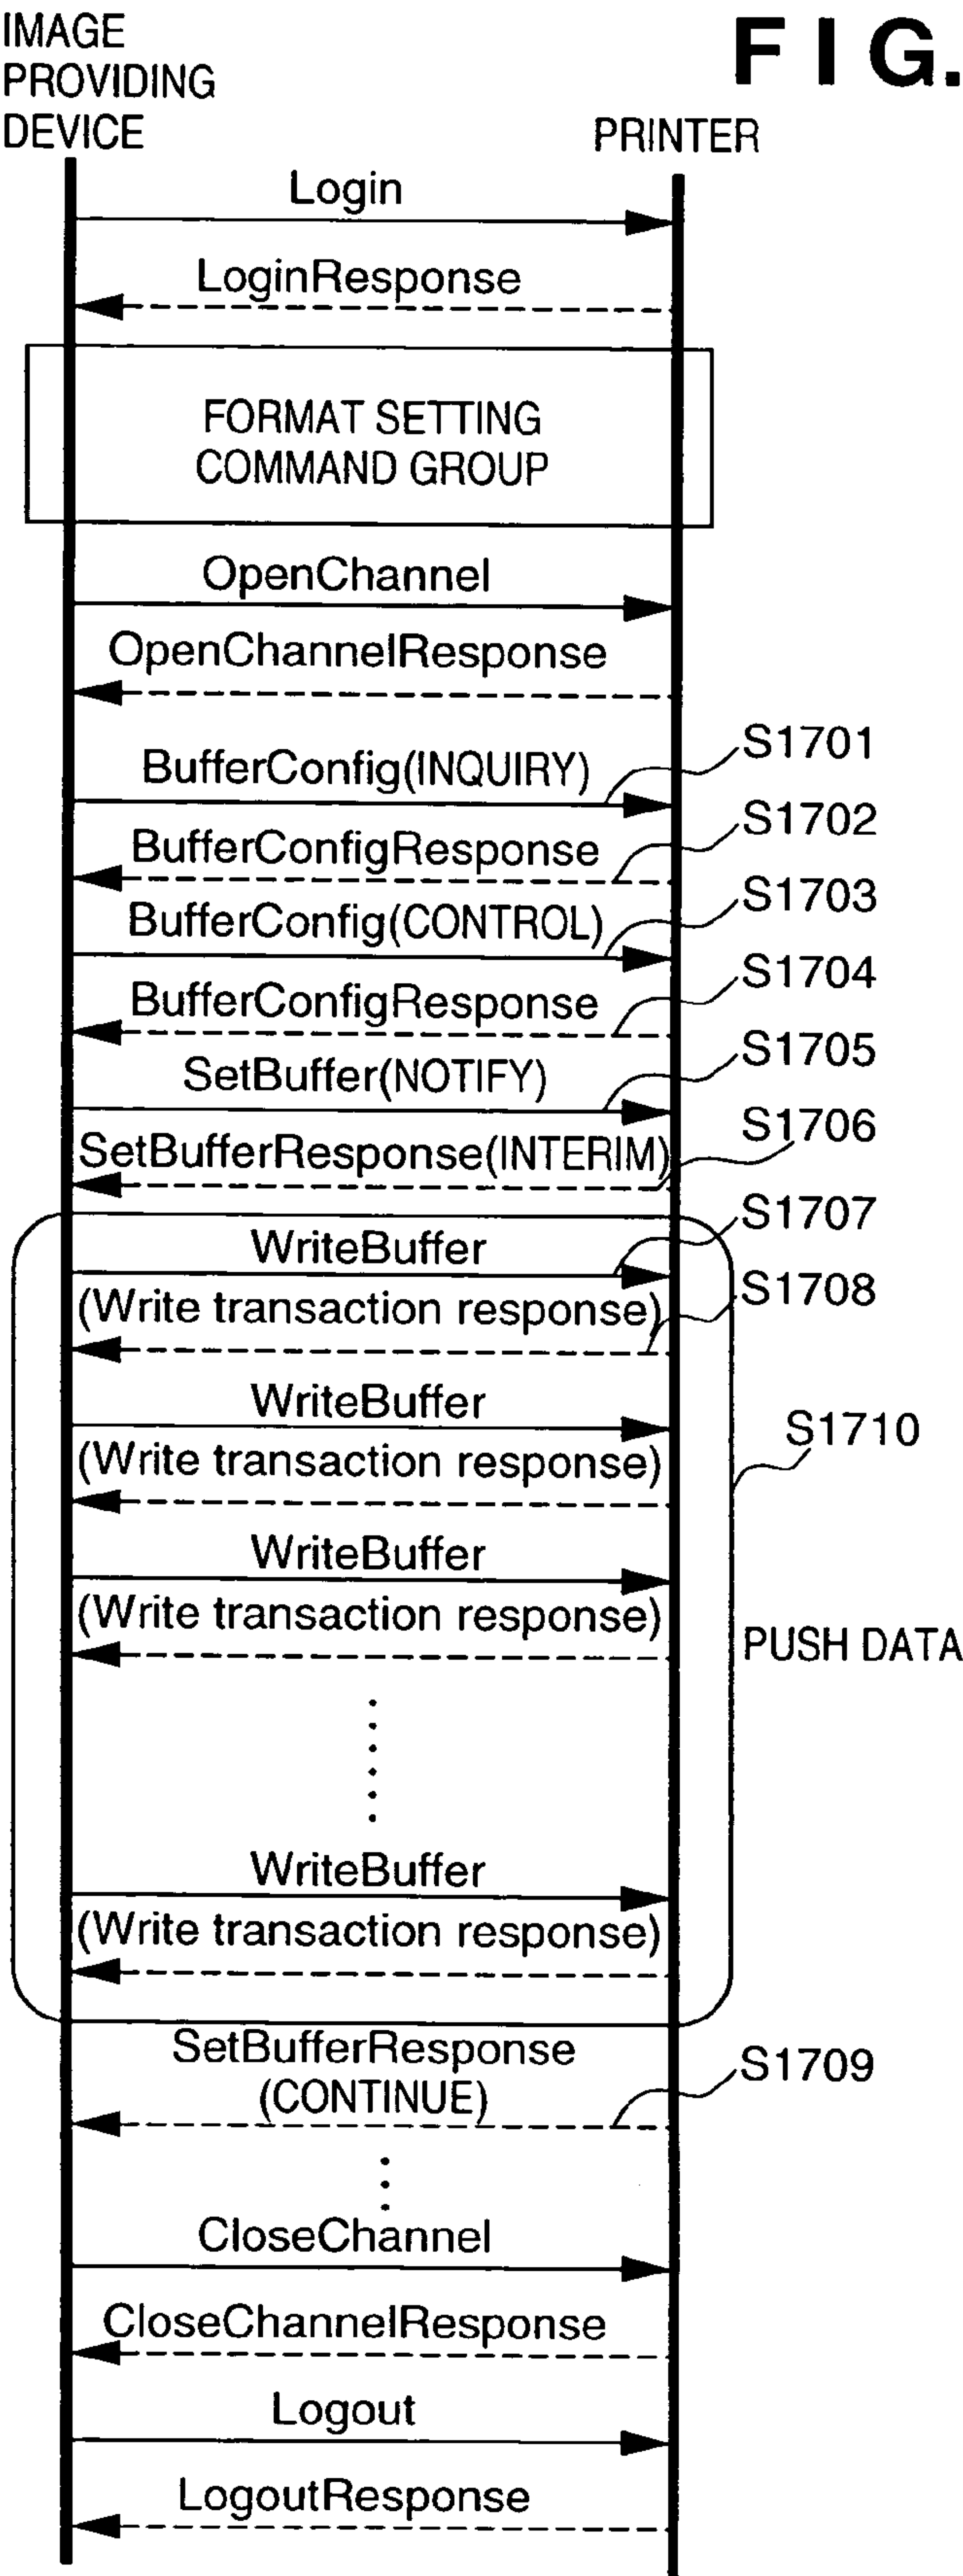 IMAGE
PROVIDING
DEVICE
FIG.
PRINTER
Login
LoginResponse
FORMAT SETTING
COMMAND GROUP
OpenChannel
OpenChannelResponse
BufferConfig(INQUIRY)
S1701
BufferConfigResponse
S1702
BufferConfig(CONTROL)
S1703
BufferConfigResponse
S1704
SetBuffer(NOTIFY)
S1705
SetBufferResponse(INTERIM)
S1706
WriteBuffer
S1707
(Write transaction response)
S1708
WriteBuffer
S1710
(Write transaction response)
WriteBuffer
(Write transaction response)
PUSH DATA
WriteBuffer
(Write transaction response)
SetBufferResponse
(CONTINUE)
S1709
CloseChannel
CloseChannelResponse
Logout
LogoutResponse